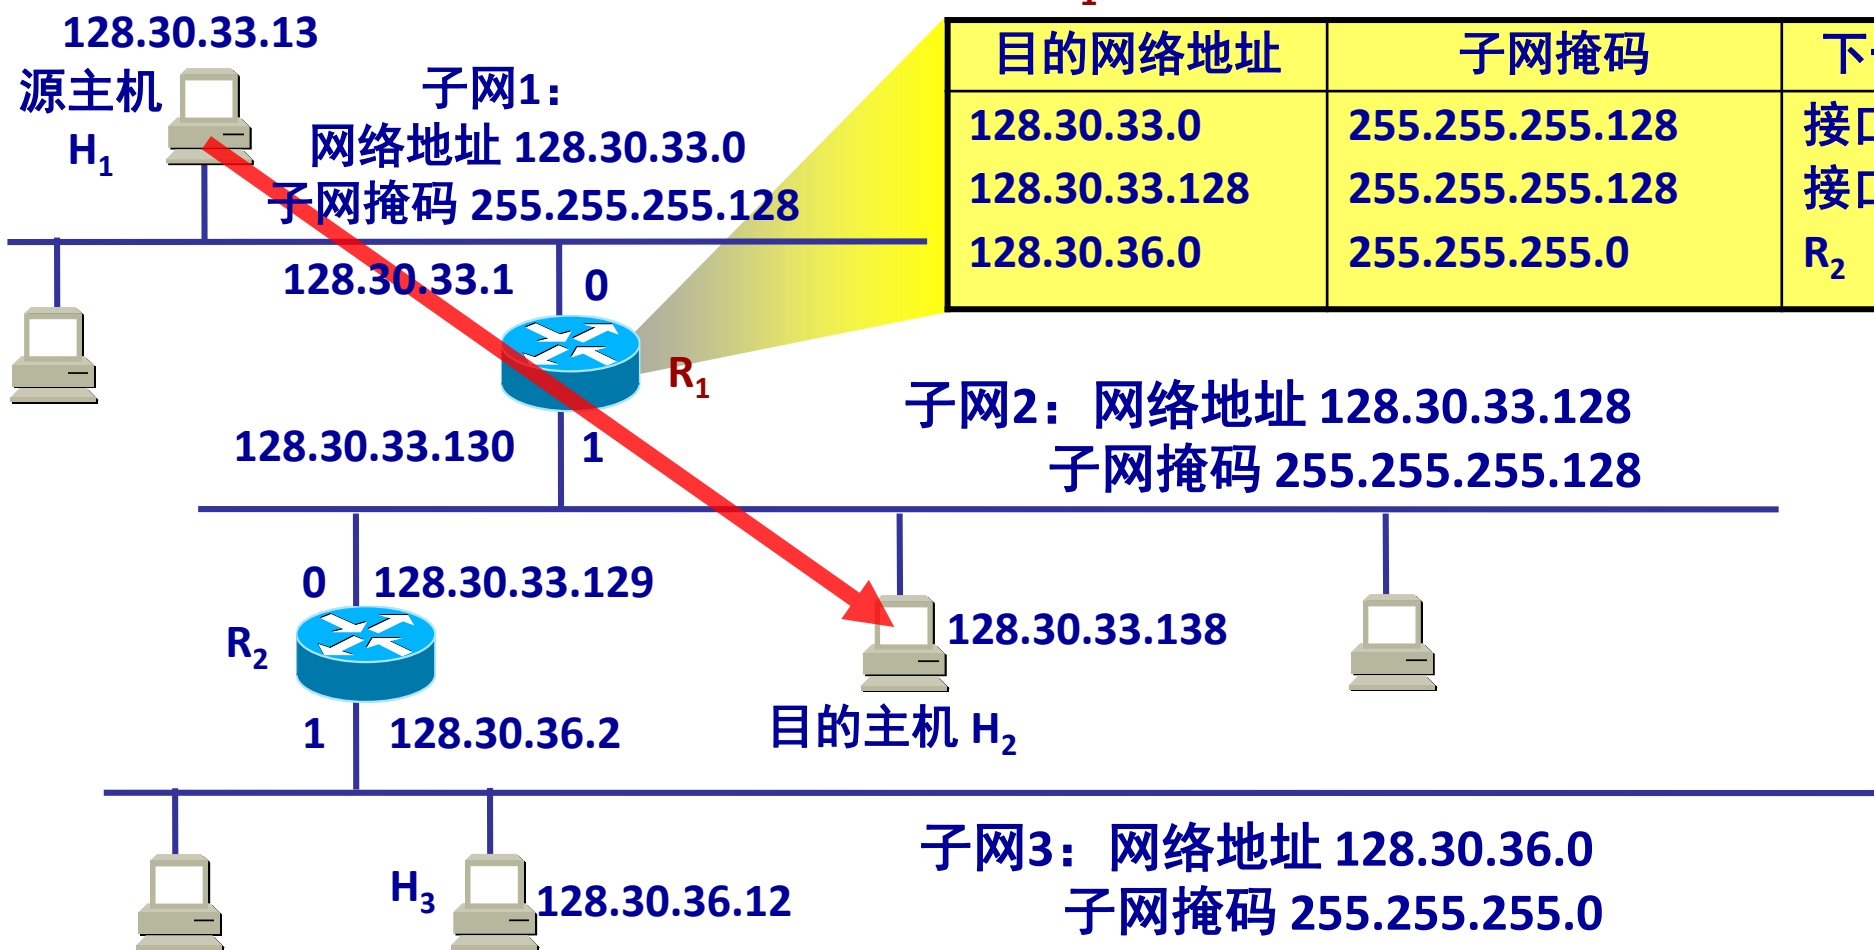 1
128.30.33.13
源主机
H1
子网1：
网络地址 128.30.33.0
子网掩码 255.255.255.128
目的网络地址 子网掩码
128.30.33.0 255.255.255.128 接口
128.30.33.128 255.255.255.128 接口
128.30.36.0 255.255.255.0 R2
128.30.33.1 0
R1
128.30.33.130 1
子网2：网络地址 128.30.33.128
子网掩码 255.255.255.128
0 128.30.33.129
R2
128.30.33.138
1 128.30.36.2
目的主机 H2
子网3：网络地址 128.30.36.0
子网掩码 255.255.255.0
H3 128.30.36.12